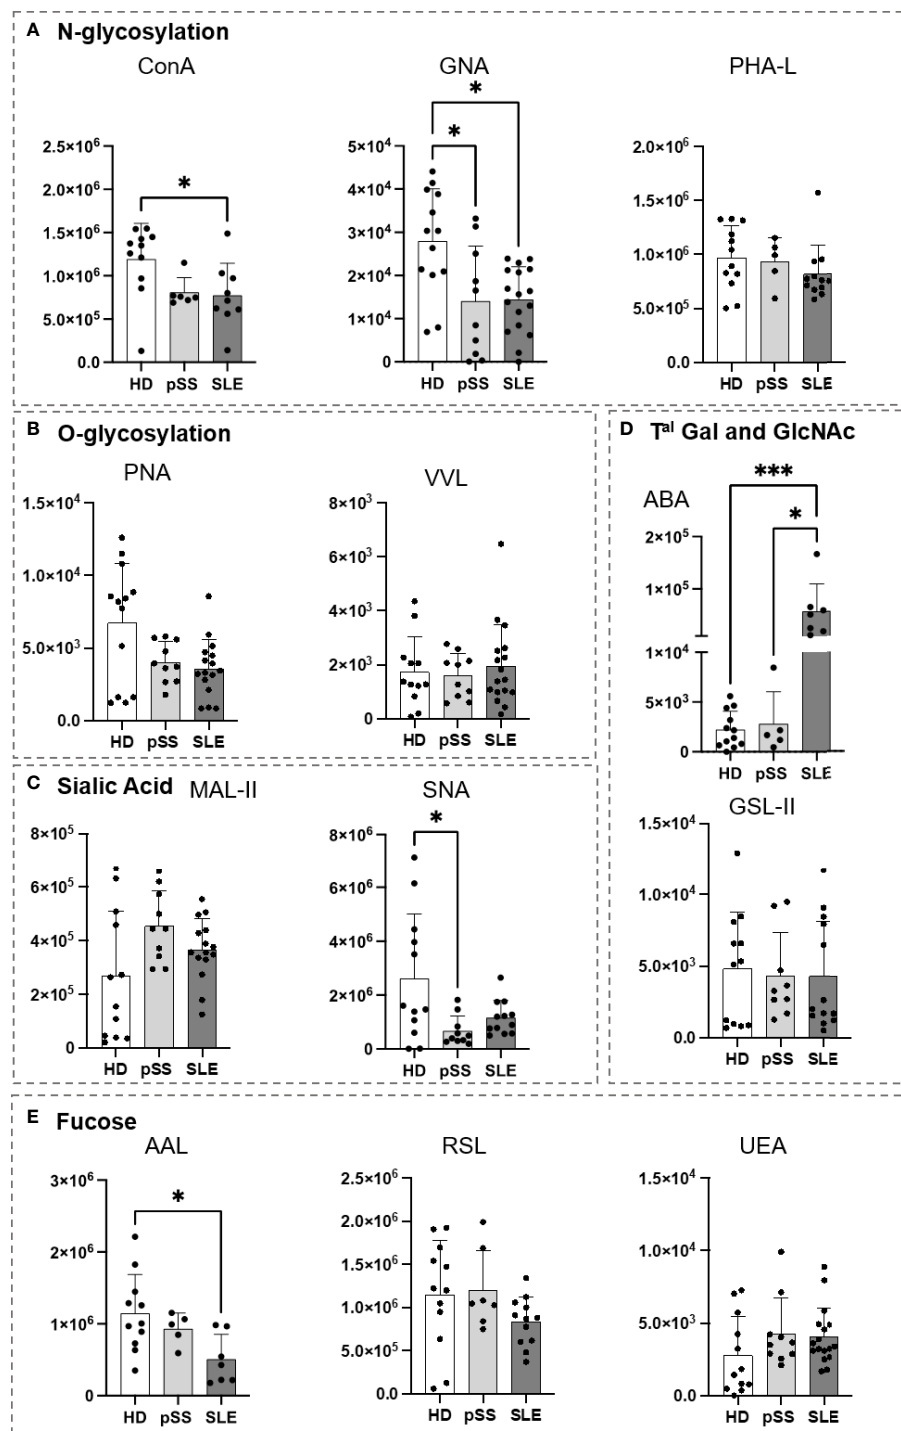 A N-glycosylation
ConA GNA PHA-L
* * *
2.5×10⁶
2.0×10⁶
1.5×10⁶
1.0×10⁶
5.0×10⁵
0.0
HD pSS SLE
5×10⁴
4×10⁴
3×10⁴
2×10⁴
1×10⁴
0
HD pSS SLE
2.0×10⁶
1.5×10⁶
1.0×10⁶
5.0×10⁵
0.0
HD pSS SLE
B O-glycosylation
PNA VVL
1.5×10⁴
1.0×10⁴
5.0×10³
0.0
HD pSS SLE
8×10³
6×10³
4×10³
2×10³
0
HD pSS SLE
C Sialic Acid MAL-II SNA
8×10⁵
6×10⁵
4×10⁵
2×10⁵
0
HD pSS SLE
*
8×10⁶
6×10⁶
4×10⁶
2×10⁶
0
HD pSS SLE
D Tᵃˡ Gal and GlcNAc
ABA
***
*
2×10⁵
1×10⁵
1×10⁴
5×10³
0
HD pSS SLE
GSL-II
1.5×10⁴
1.0×10⁴
5.0×10³
0.0
HD pSS SLE
E Fucose
AAL RSL UEA
*
3×10⁶
2×10⁶
1×10⁶
0
HD pSS SLE
2.5×10⁶
2.0×10⁶
1.5×10⁶
1.0×10⁶
5.0×10⁵
0.0
HD pSS SLE
1.5×10⁴
1.0×10⁴
5.0×10³
0.0
HD pSS SLE